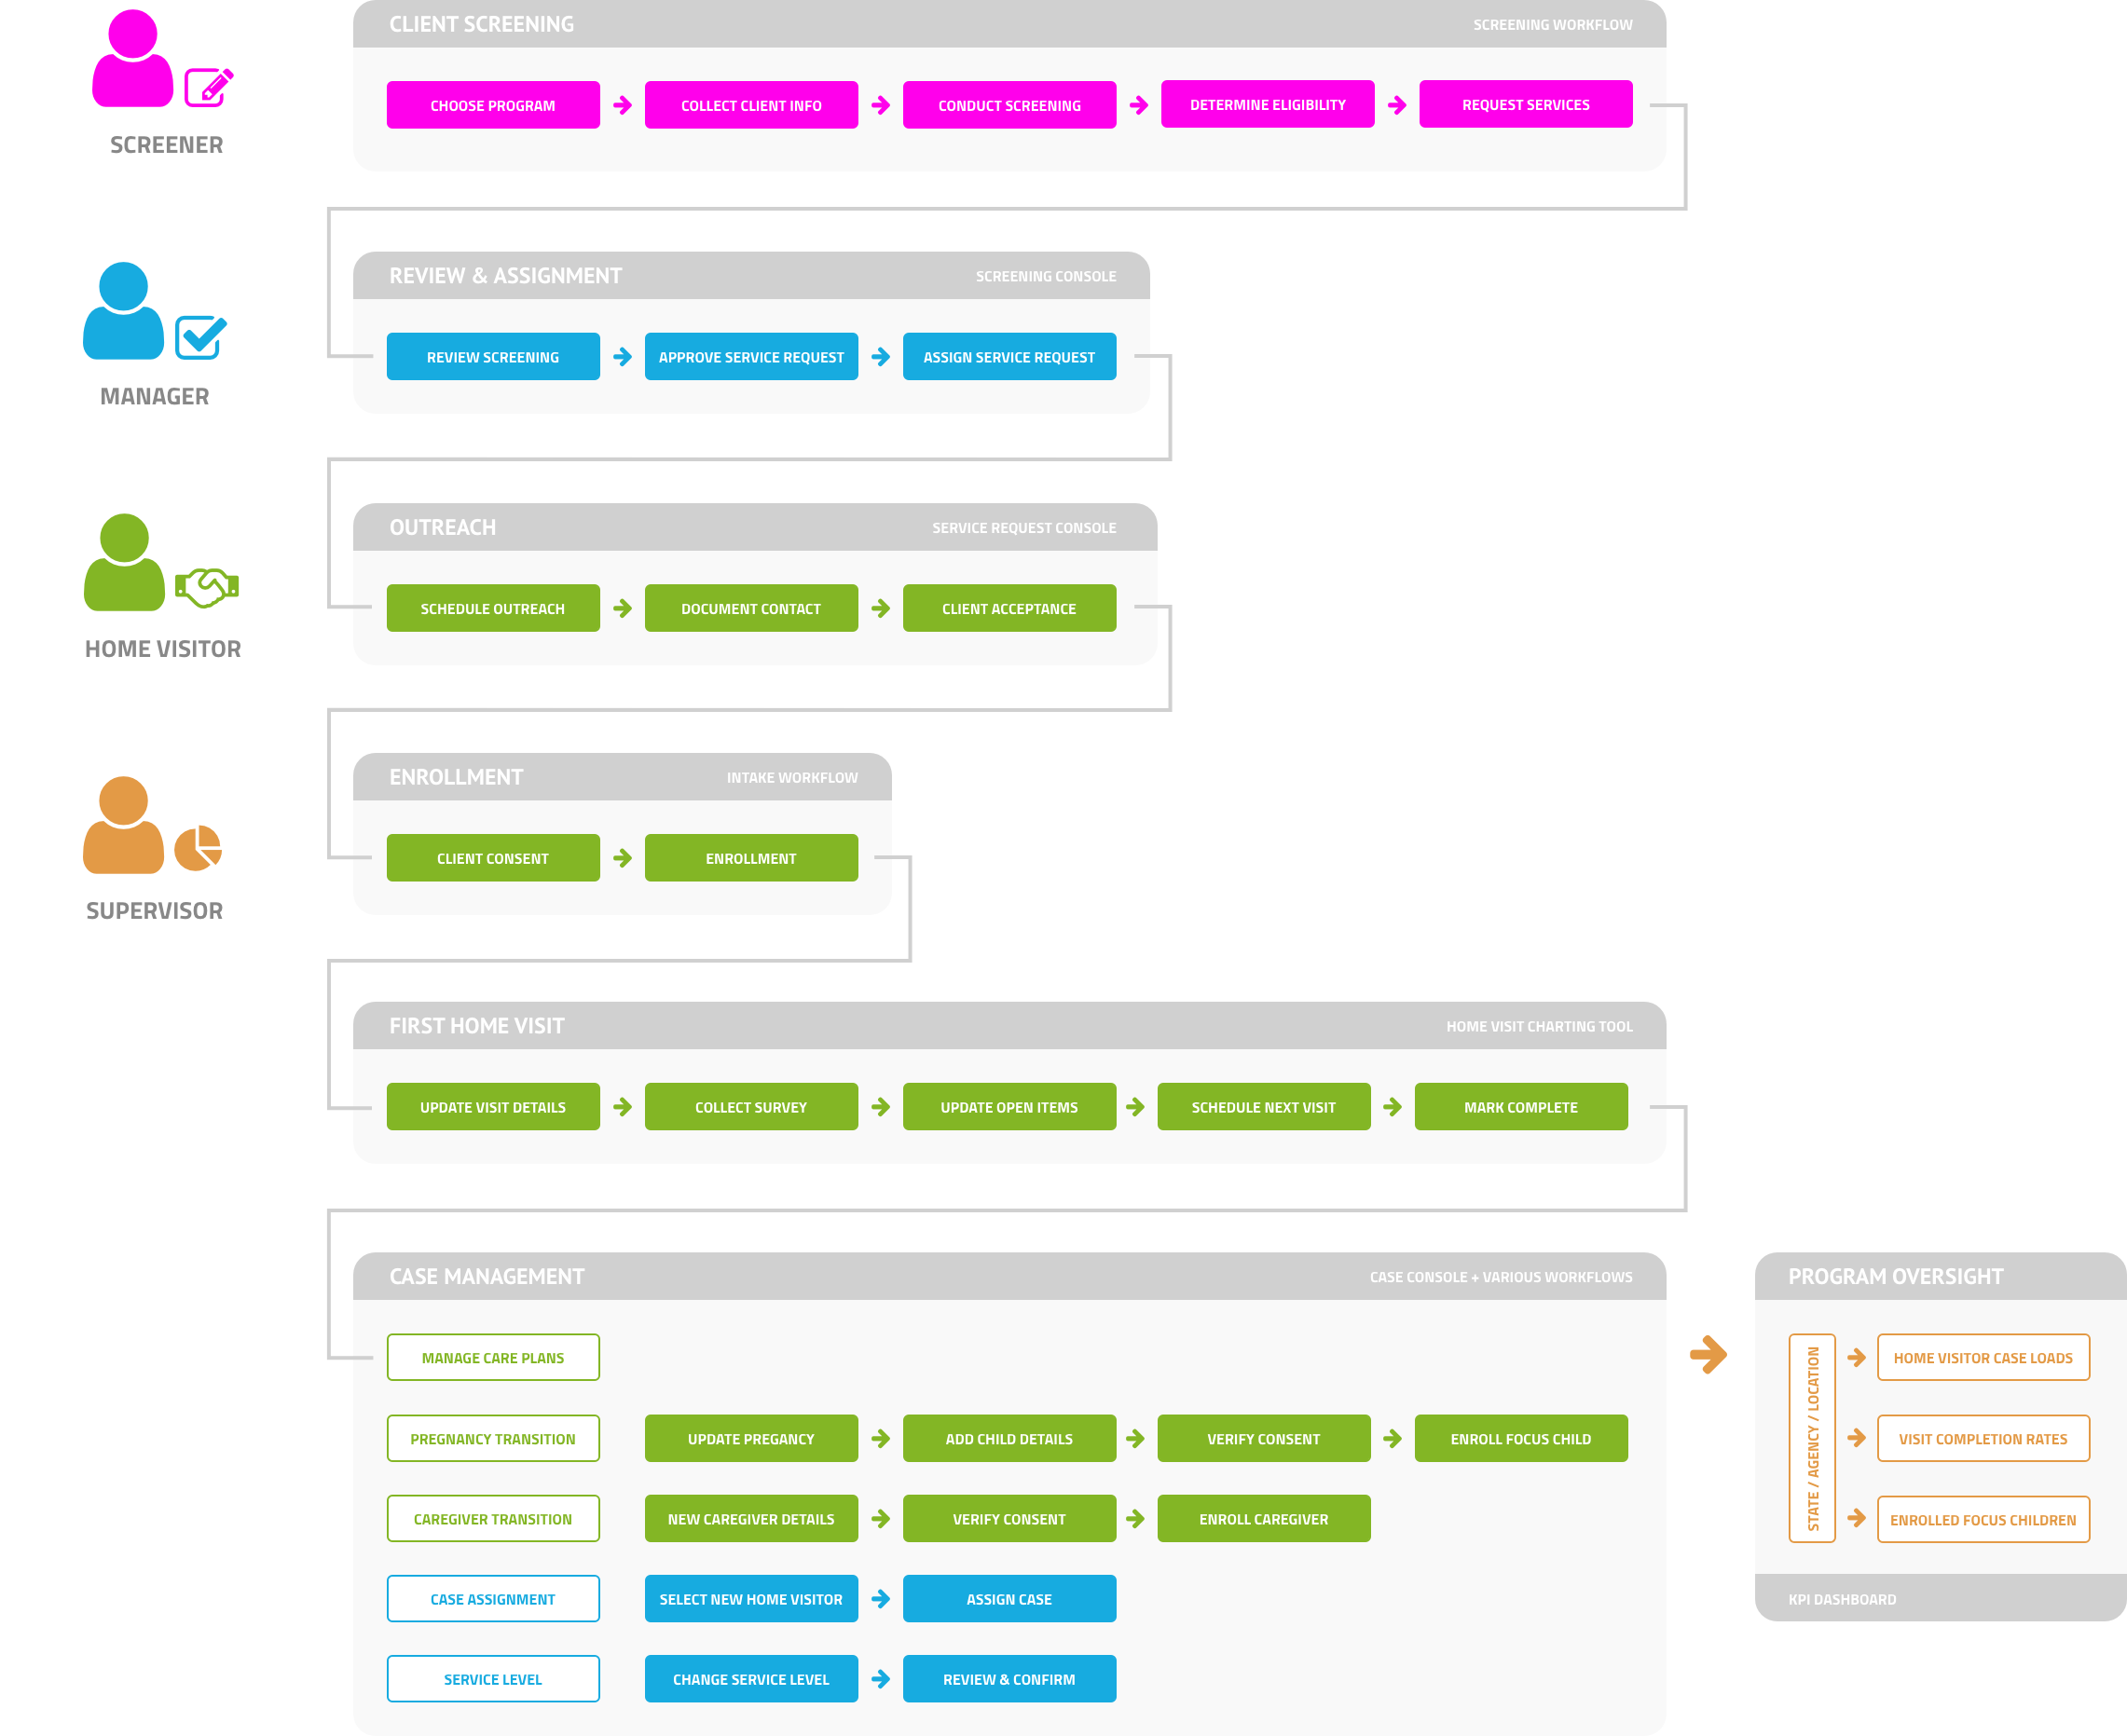 SCREENER
CLIENT SCREENING
SCREENING WORKFLOW
CHOOSE PROGRAM
COLLECT CLIENT INFO
CONDUCT SCREENING
DETERMINE ELIGIBILITY
REQUEST SERVICES
MANAGER
REVIEW & ASSIGNMENT
SCREENING CONSOLE
REVIEW SCREENING
APPROVE SERVICE REQUEST
ASSIGN SERVICE REQUEST
HOME VISITOR
OUTREACH
SERVICE REQUEST CONSOLE
SCHEDULE OUTREACH
DOCUMENT CONTACT
CLIENT ACCEPTANCE
SUPERVISOR
ENROLLMENT
INTAKE WORKFLOW
CLIENT CONSENT
ENROLLMENT
FIRST HOME VISIT
HOME VISIT CHARTING TOOL
UPDATE VISIT DETAILS
COLLECT SURVEY
UPDATE OPEN ITEMS
SCHEDULE NEXT VISIT
MARK COMPLETE
CASE MANAGEMENT
CASE CONSOLE + VARIOUS WORKFLOWS
MANAGE CARE PLANS
PREGNANCY TRANSITION
UPDATE PREGANCY
ADD CHILD DETAILS
VERIFY CONSENT
ENROLL FOCUS CHILD
CAREGIVER TRANSITION
NEW CAREGIVER DETAILS
VERIFY CONSENT
ENROLL CAREGIVER
CASE ASSIGNMENT
SELECT NEW HOME VISITOR
ASSIGN CASE
SERVICE LEVEL
CHANGE SERVICE LEVEL
REVIEW & CONFIRM
PROGRAM OVERSIGHT
STATE / AGENCY / LOCATION
HOME VISITOR CASE LOADS
VISIT COMPLETION RATES
ENROLLED FOCUS CHILDREN
KPI DASHBOARD